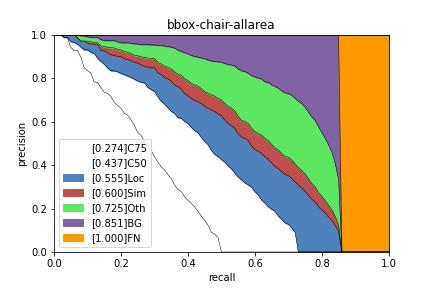 bbox-chair-allarea
precision
1.0
0.8
0.6
0.4
0.2
0.0
[0.274]C75
[0.437]C50
[0.555]Loc
[0.600]Sim
[0.725]Oth
[0.851]BG
[1.000]FN
0.0 0.2 0.4 0.6 0.8 1.0
recall